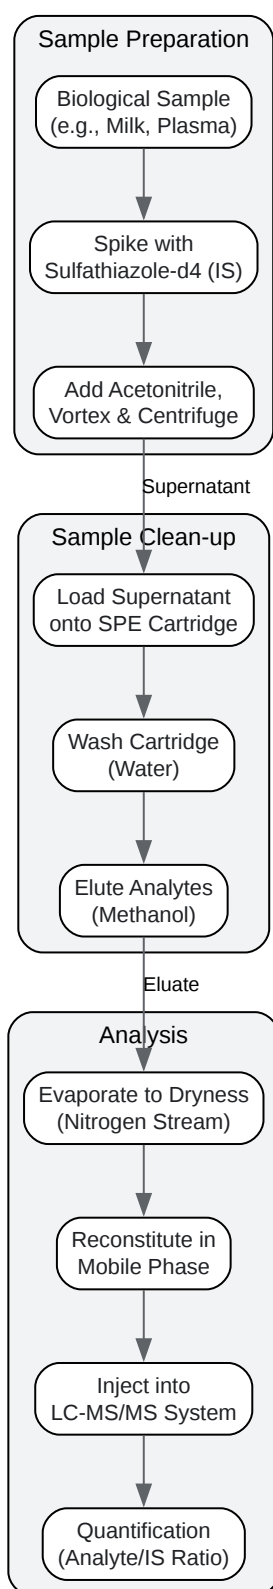 Sample Preparation
Biological Sample
(e.g., Milk, Plasma)
Spike with
Sulfathiazole-d4 (IS)
Add Acetonitrile,
Vortex & Centrifuge
Supernatant
Sample Clean-up
Load Supernatant
onto SPE Cartridge
Wash Cartridge
(Water)
Elute Analytes
(Methanol)
Eluate
Analysis
Evaporate to Dryness
(Nitrogen Stream)
Reconstitute in
Mobile Phase
Inject into
LC-MS/MS System
Quantification
(Analyte/IS Ratio)